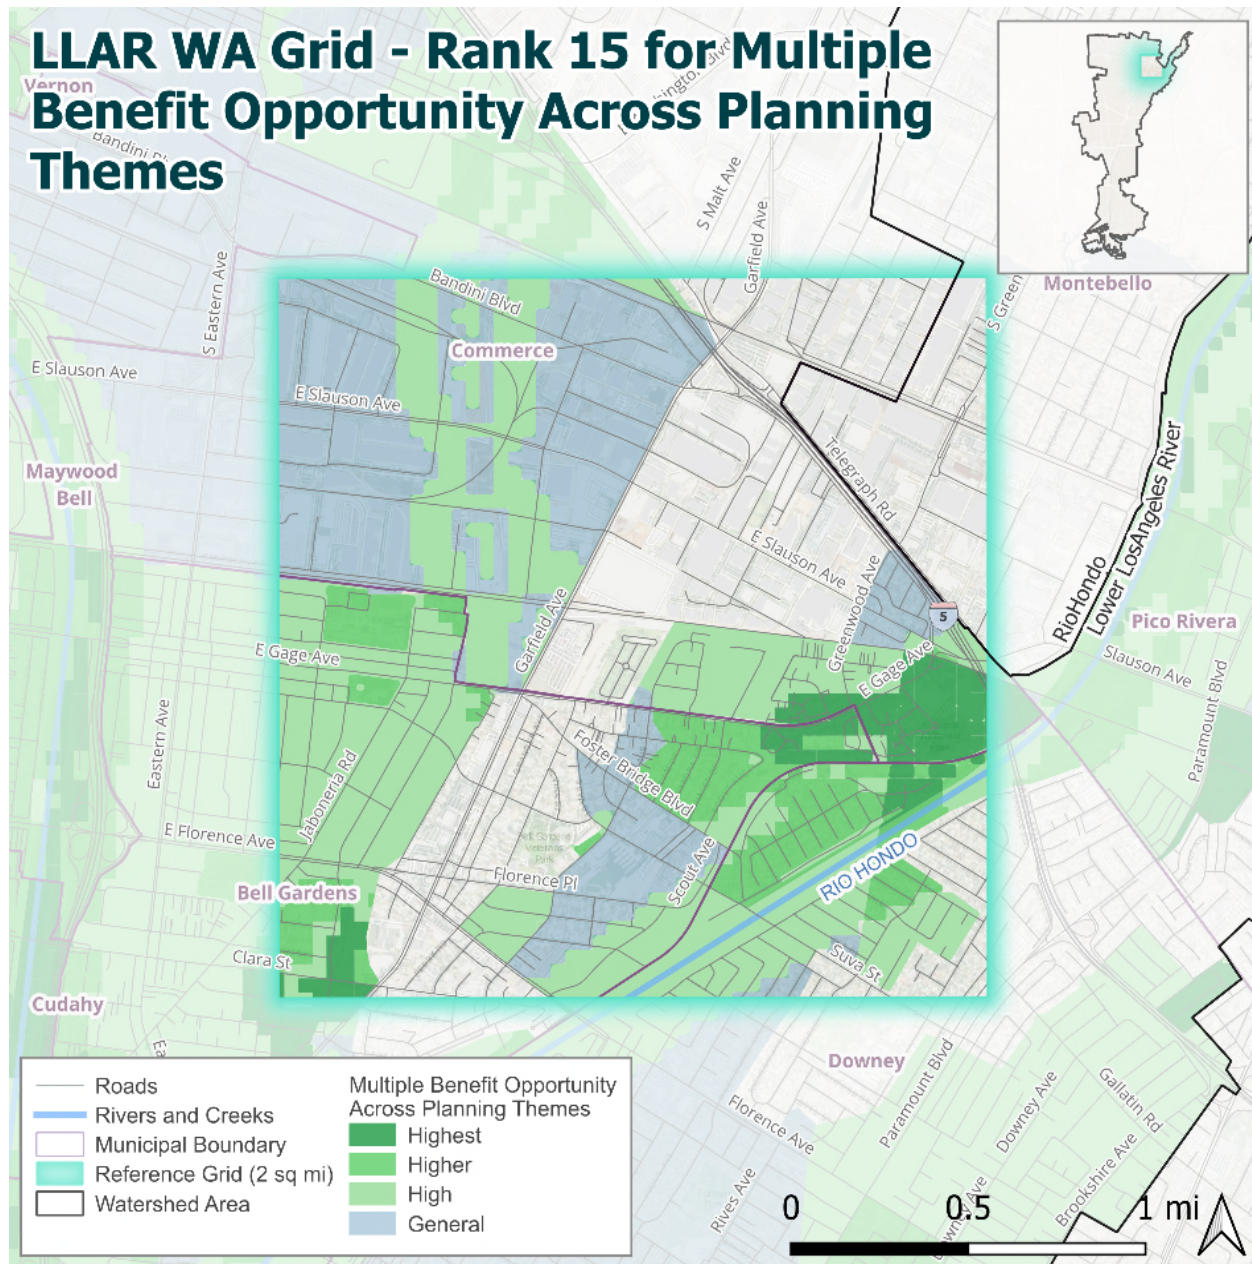 LLAR WA Grid - Rank 15 for Multiple
Benefit Opportunity Across Planning
Themes
Vernon
Bandini
S Malt Ave
Garfield Ave
S Eastern Ave
Bandini Blvd
S Green
Montebello
Commerce
E Slauson Ave
E Slauson Ave
Maywood
Bell
Telegraph Rd
E Slauson Ave
Greenwood Ave
5
RioHondo
Lower LosAngeles River
Pico Rivera
Slauson Ave
Paramount Blvd
E Gage Ave
Garfield Ave
E Gage Ave
Eastern Ave
Jaboneria Rd
Foster Bridge Blvd
E Florence Ave
Bell Gardens
Veterans
Park
Florence Pl
Scout Ave
RIO HONDO
Bell Gardens
Clara St
Suva St
Cudahy
Downey
Florence Ave
Paramount Blvd
Downey Ave
Gallatin Rd
Brookshire Ave
Rives Ave
Roads
Rivers and Creeks
Municipal Boundary
Reference Grid (2 sq mi)
Watershed Area
Multiple Benefit Opportunity
Across Planning Themes
Highest
Higher
High
General
0 0.5 1 mi